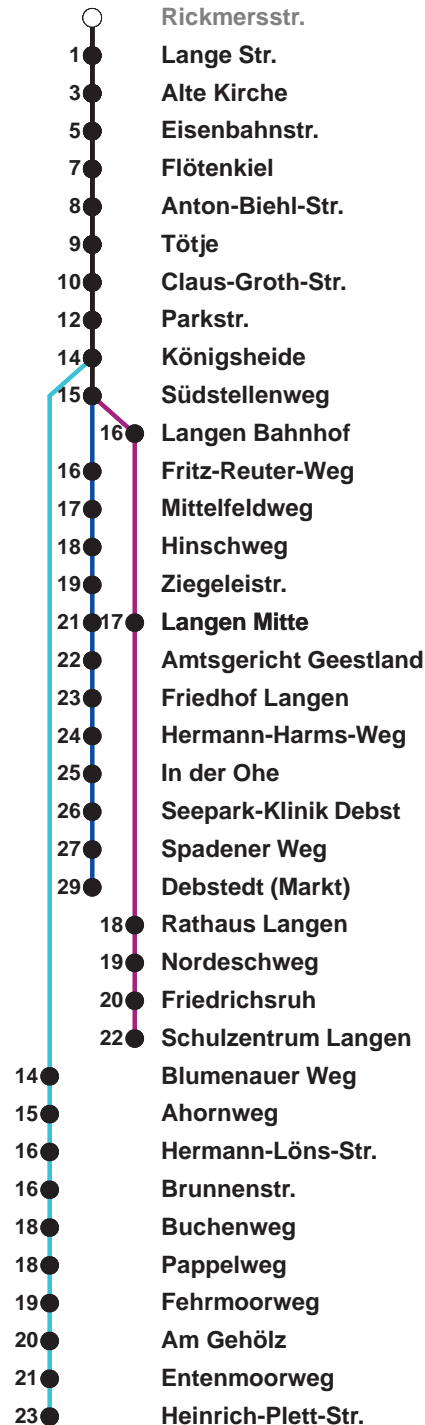 Rickmersstr.
1 Lange Str.
3 Alte Kirche
5 Eisenbahnstr.
7 Flötenkiel
8 Anton-Biehl-Str.
9 Tötje
10 Claus-Groth-Str.
12 Parkstr.
14 Königsheide
15 Südstellenweg
16 Langen Bahnhof
16 Fritz-Reuter-Weg
17 Mittelfeldweg
18 Hinschweg
19 Ziegeleistr.
21 17 Langen Mitte
22 Amtsgericht Geestland
23 Friedhof Langen
24 Hermann-Harms-Weg
25 In der Ohe
26 Seepark-Klinik Debst
27 Spadener Weg
29 Debstedt (Markt)
18 Rathaus Langen
19 Nordeschweg
20 Friedrichsruh
22 Schulzentrum Langen
14 Blumenauer Weg
15 Ahornweg
16 Hermann-Löns-Str.
16 Brunnenstr.
18 Buchenweg
18 Pappelweg
19 Fehrmoorweg
20 Am Gehölz
21 Entenmoorweg
23 Heinrich-Plett-Str.